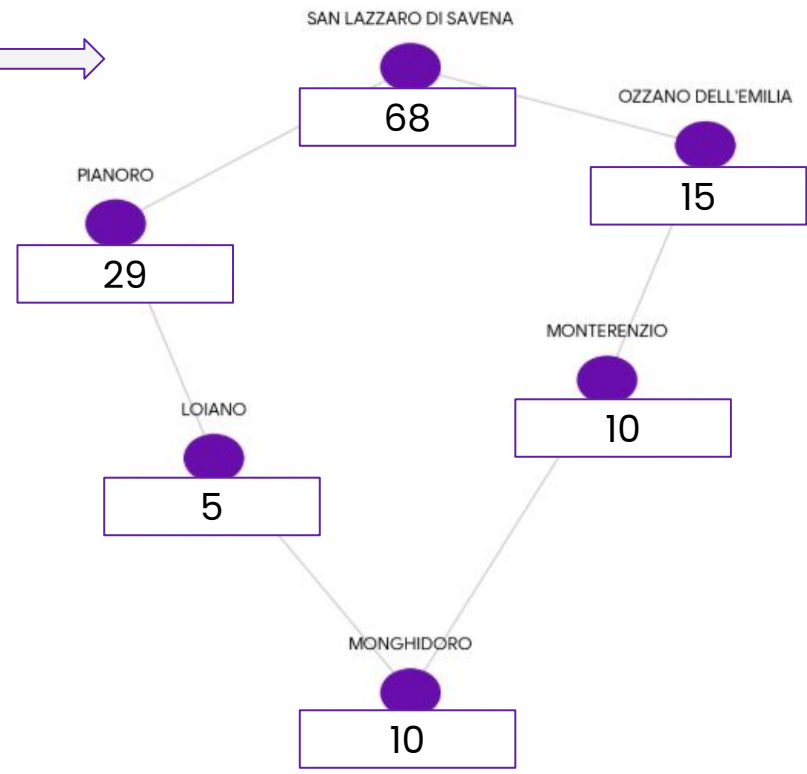 SAN LAZZARO DI SAVENA
68
OZZANO DELL'EMILIA
15
PIANORO
29
MONTERENZIO
10
LOIANO
5
MONGHIDORO
10